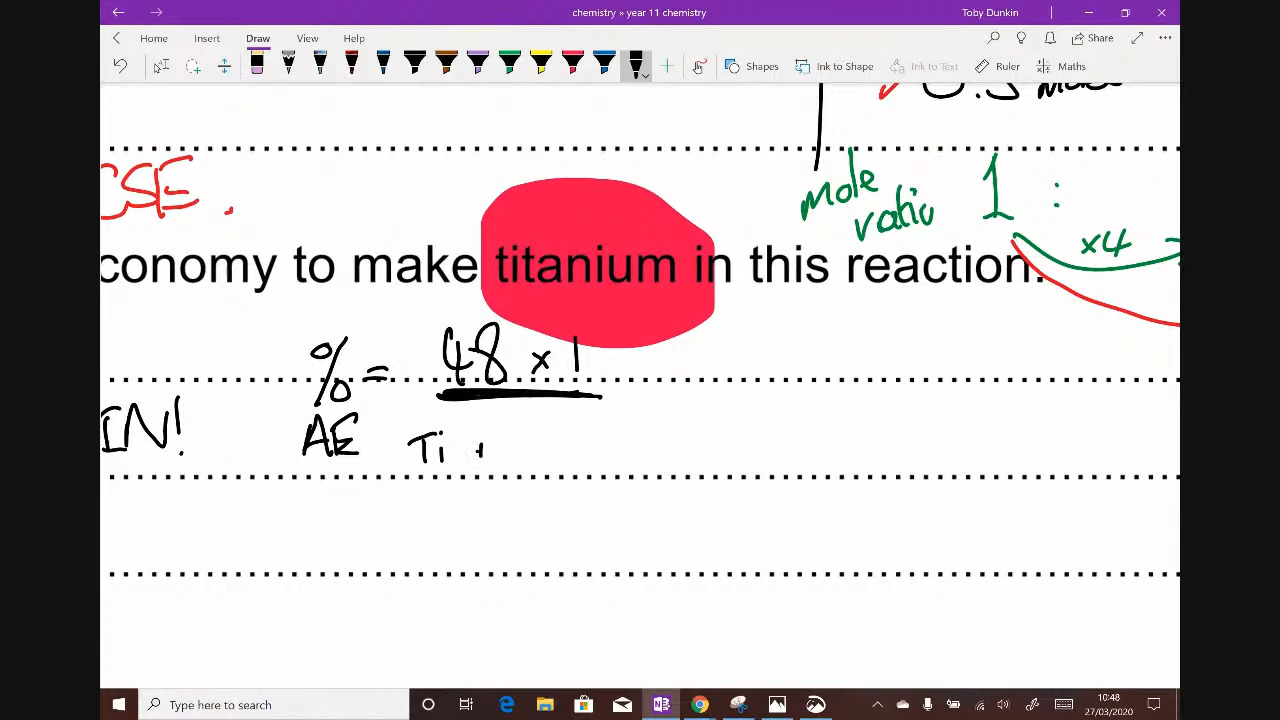 chemistry » year 11 chemistry
Toby Dunkin
Home Insert Draw View Help
Share
Shapes Ink to Shape Ink to Text Ruler Maths
mole ratio 1 :
CSE.
×4
conomy to make titanium in this reaction.
% = 48 × 1
IN! AE Ti +
Type here to search
10:48
27/03/2020